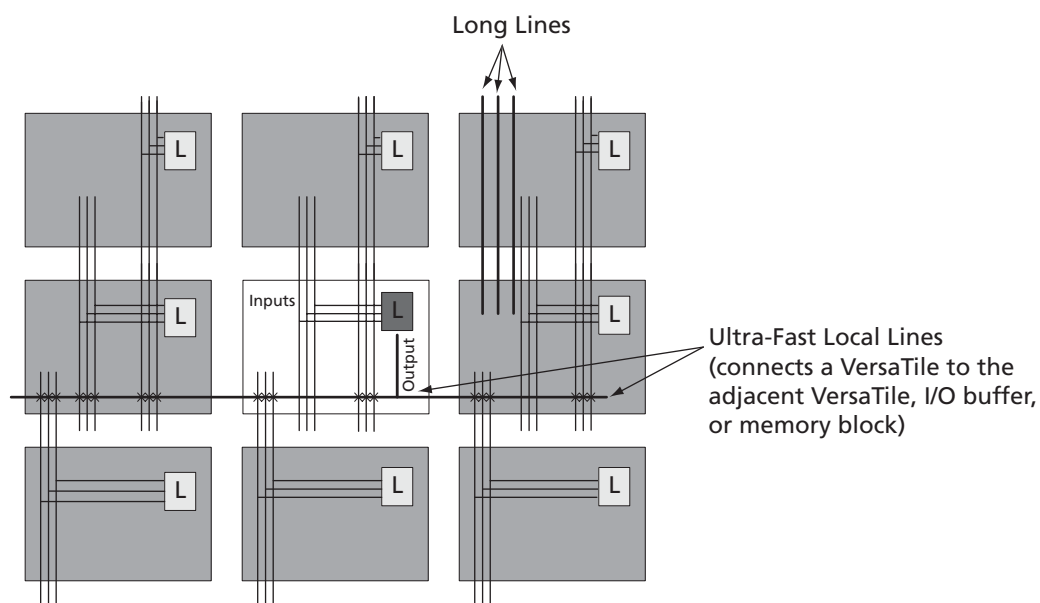 Long Lines
L
L
L
Inputs
L
L
L
Output
Ultra-Fast Local Lines
(connects a VersaTile to the
adjacent VersaTile, I/O buffer,
or memory block)
L
L
L